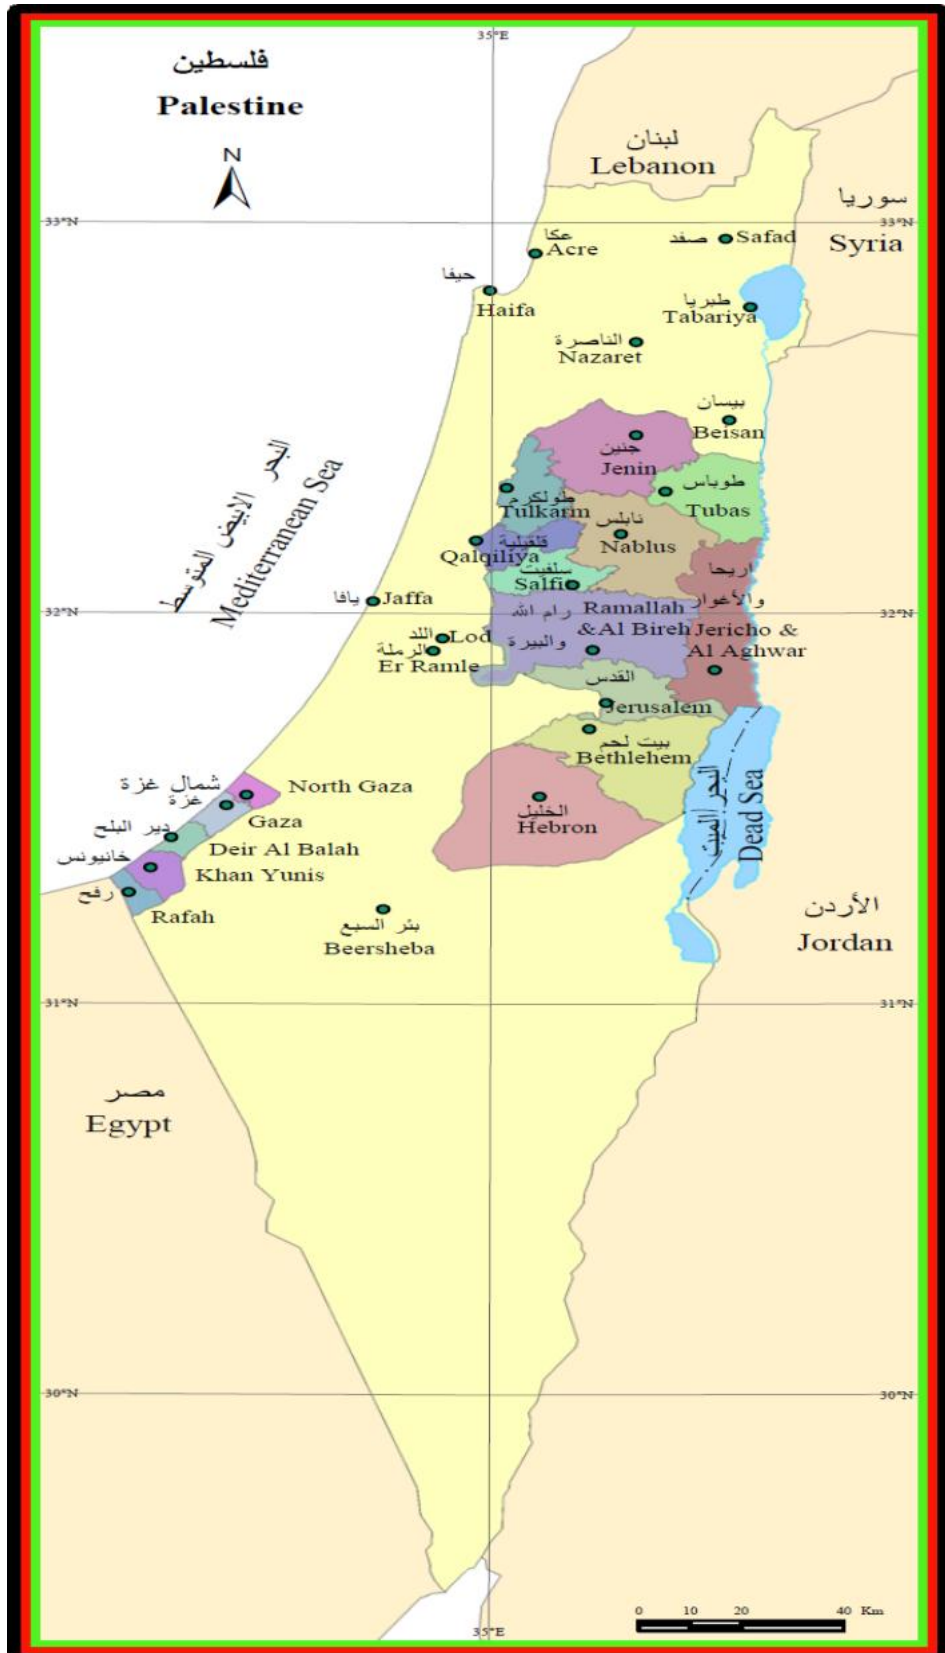 35°E
فلسطين
Palestine
N
لبنان
Lebanon
سوريا
Syria
33°N
33°N
عكا
Acre
صفد
Safad
حيفا
Haifa
طبريا
Tabariya
الناصرة
Nazaret
بيسان
Beisan
جنين
Jenin
البحر الابيض المتوسط
Mediterranean Sea
طولكرم
Tulkarm
طوباس
Tubas
نابلس
Nablus
قلقيلية
Qalqiliya
سلفيت
Salfi
اريحا
والأغوار
Jericho &
Al Aghwar
يافا
Jaffa
32°N
32°N
رام الله
والبيرة
Ramallah
& Al Bireh
اللد
Lod
الرملة
Er Ramle
القدس
Jerusalem
بيت لحم
Bethlehem
البحر الميت
Dead Sea
شمال غزة
North Gaza
غزة
Gaza
دير البلح
Deir Al Balah
خانيونس
Khan Yunis
رفح
Rafah
الخليل
Hebron
بئر السبع
Beersheba
الأردن
Jordan
31°N
31°N
مصر
Egypt
30°N
30°N
0 10 20 40 Km
35°E